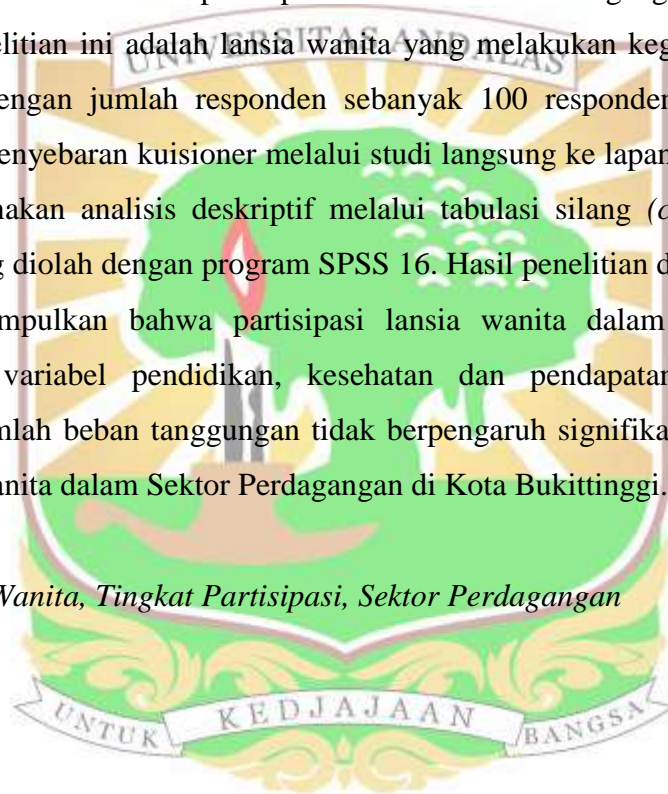 UNIVERSITAS ANDALAS
elitian ini adalah lansia wanita yang melakukan keg
engan jumlah responden sebanyak 100 responden
enyebaran kuisioner melalui studi langsung ke lapan
nakan analisis deskriptif melalui tabulasi silang (c
g diolah dengan program SPSS 16. Hasil penelitian d
mpulkan bahwa partisipasi lansia wanita dalam
variabel pendidikan, kesehatan dan pendapatan
mlah beban tanggungan tidak berpengaruh signifika
anita dalam Sektor Perdagangan di Kota Bukittinggi.
Wanita, Tingkat Partisipasi, Sektor Perdagangan
UNTUK KEDJAJAAN BANGSA